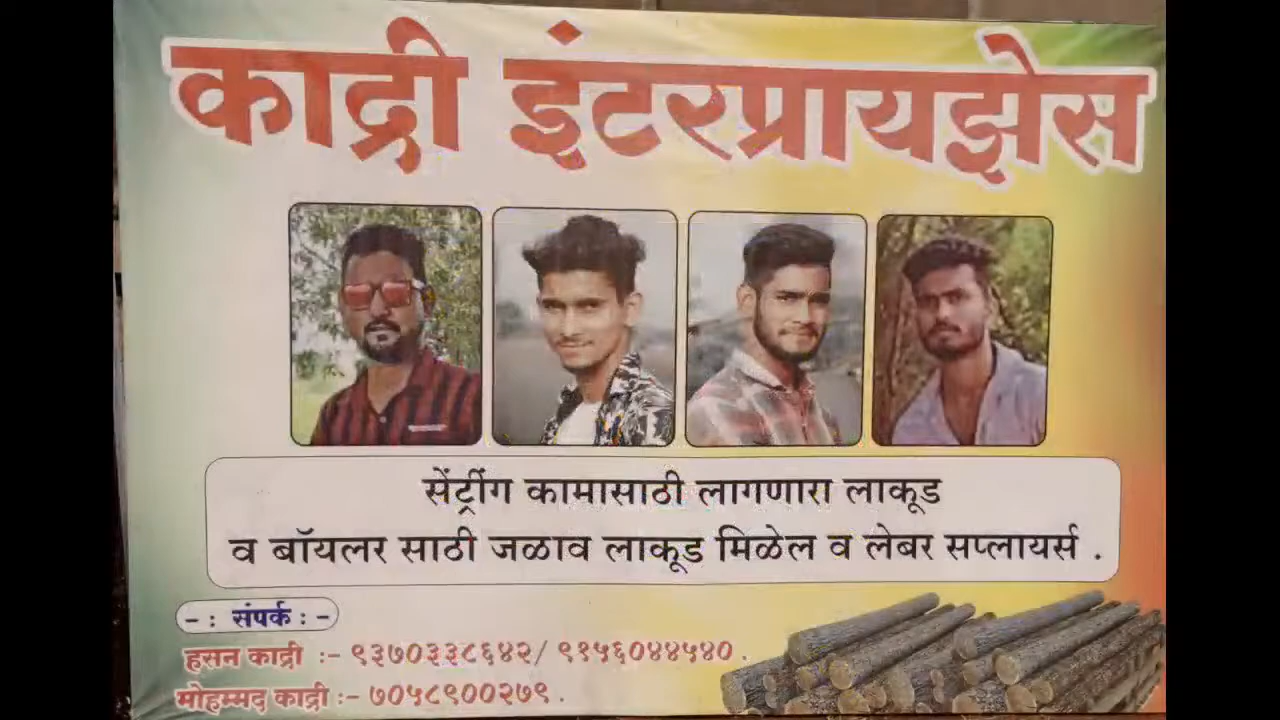 काद्री इंटरप्रायझेस
सेंट्रींग कामासाठी लागणारा लाकूड
व बॉयलर साठी जळाव लाकूड मिळेल व लेबर सप्लायर्स .
- : संपर्क : -
हसन काद्री :- ९३७०३३८६४२/ ९१५६०४४५४० .
मोहम्मद काद्री :- ७०५८९००२७९ .